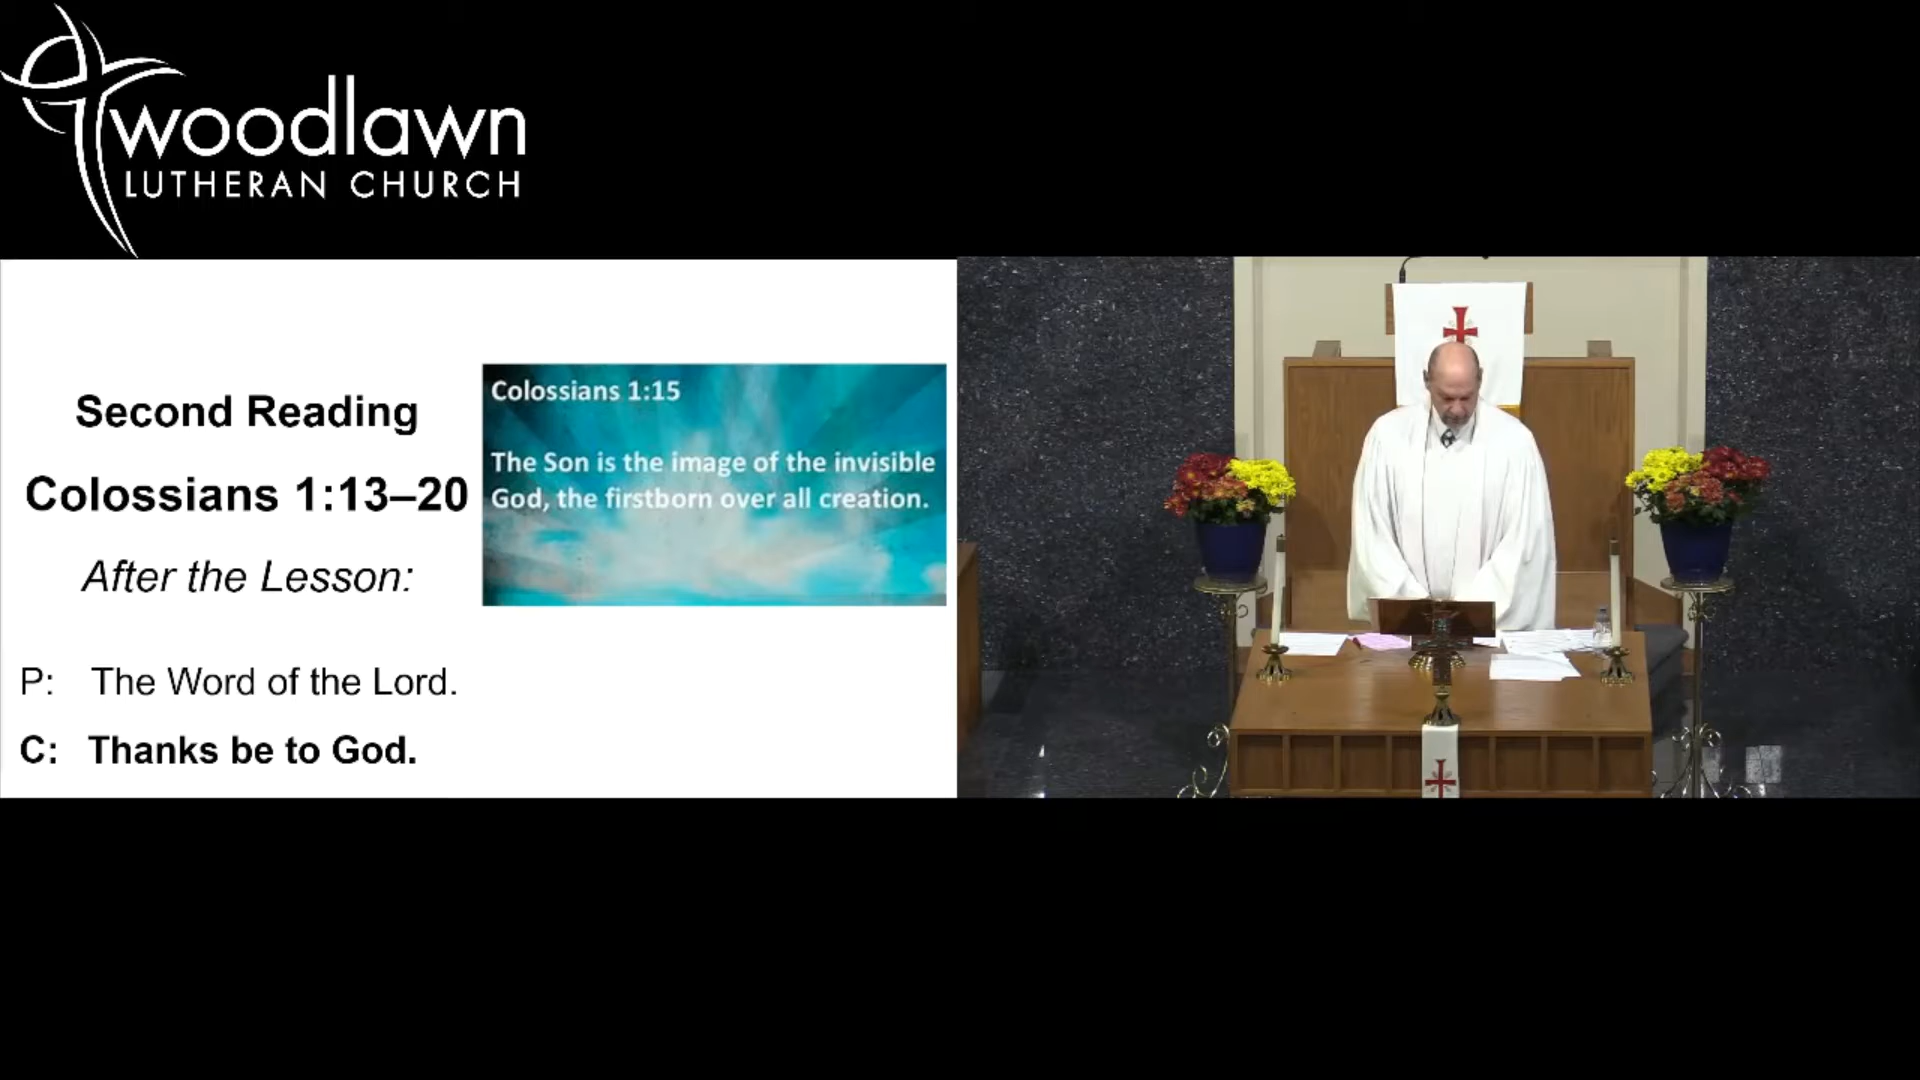 woodlawn
LUTHERAN CHURCH
Second Reading
Colossians 1:13–20
After the Lesson:
P: The Word of the Lord.
C: Thanks be to God.
Colossians 1:15
The Son is the image of the invisible
God, the firstborn over all creation.